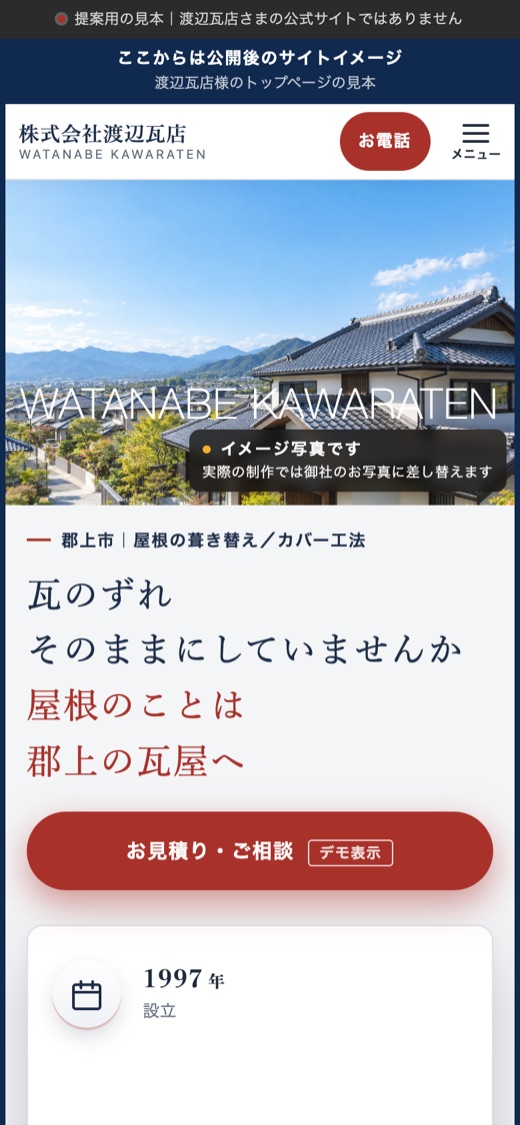 提案用の見本｜渡辺瓦店さまの公式サイトではありません
ここからは公開後のサイトイメージ
渡辺瓦店様のトップページの見本
株式会社渡辺瓦店
WATANABE KAWARATEN
お電話
メニュー
WATANABE KAWARATEN
イメージ写真です
実際の制作では御社のお写真に差し替えます
郡上市｜屋根の葺き替え／カバー工法
瓦のずれ
そのままにしていませんか
屋根のことは
郡上の瓦屋へ
お見積り・ご相談 デモ表示
1997 年
設立